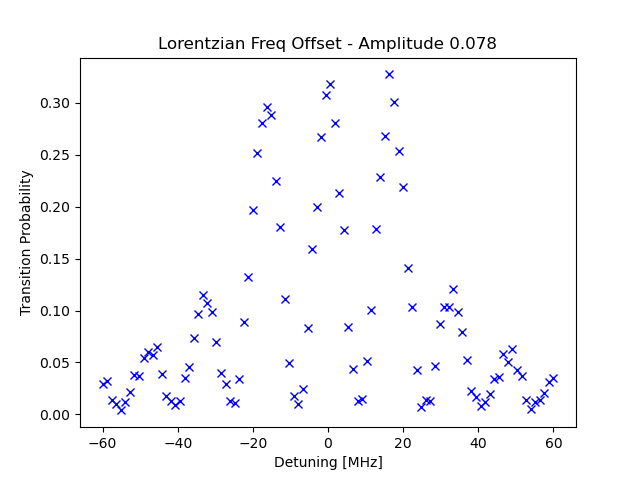 Lorentzian Freq Offset - Amplitude 0.078
Transition Probability
0.30
0.25
0.20
0.15
0.10
0.05
0.00
−60 −40 −20 0 20 40 60
Detuning [MHz]